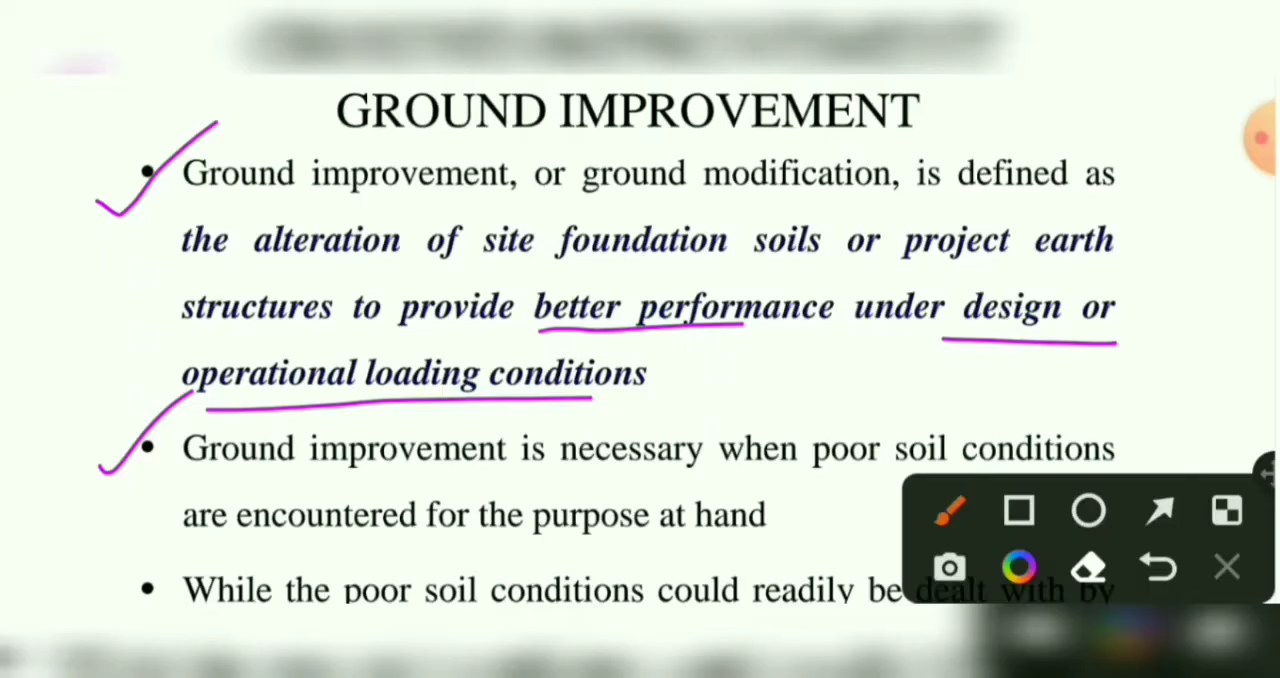 GROUND IMPROVEMENT
• Ground improvement, or ground modification, is defined as
the alteration of site foundation soils or project earth
structures to provide better performance under design or
operational loading conditions
• Ground improvement is necessary when poor soil conditions
are encountered for the purpose at hand
• While the poor soil conditions could readily be dealt with by